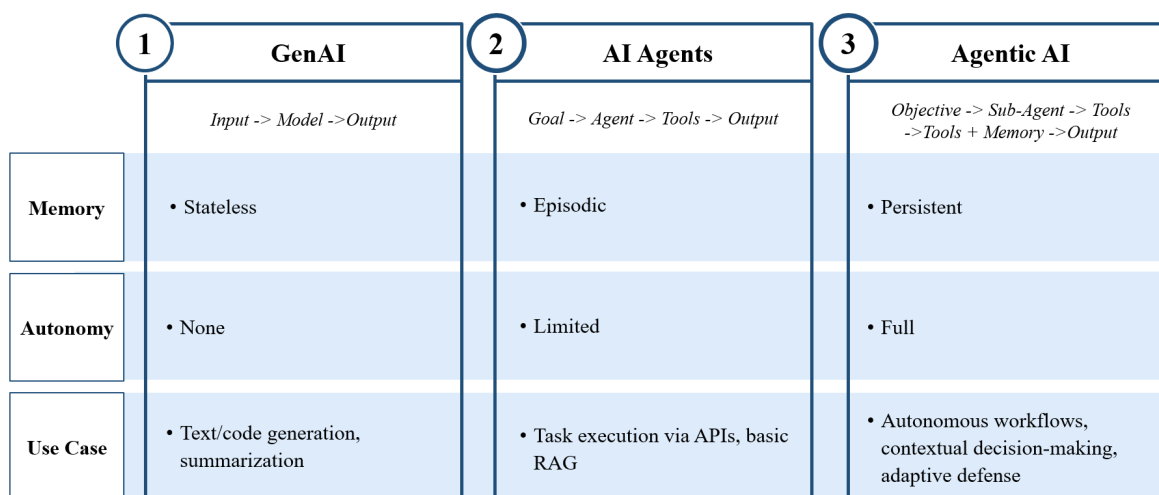 1
GenAI
2
AI Agents
3
Agentic AI
Input -> Model ->Output
Goal -> Agent -> Tools -> Output
Objective -> Sub-Agent -> Tools
->Tools + Memory ->Output
Memory
• Stateless
• Episodic
• Persistent
Autonomy
• None
• Limited
• Full
Use Case
• Text/code generation,
summarization
• Task execution via APIs, basic
RAG
• Autonomous workflows,
contextual decision-making,
adaptive defense